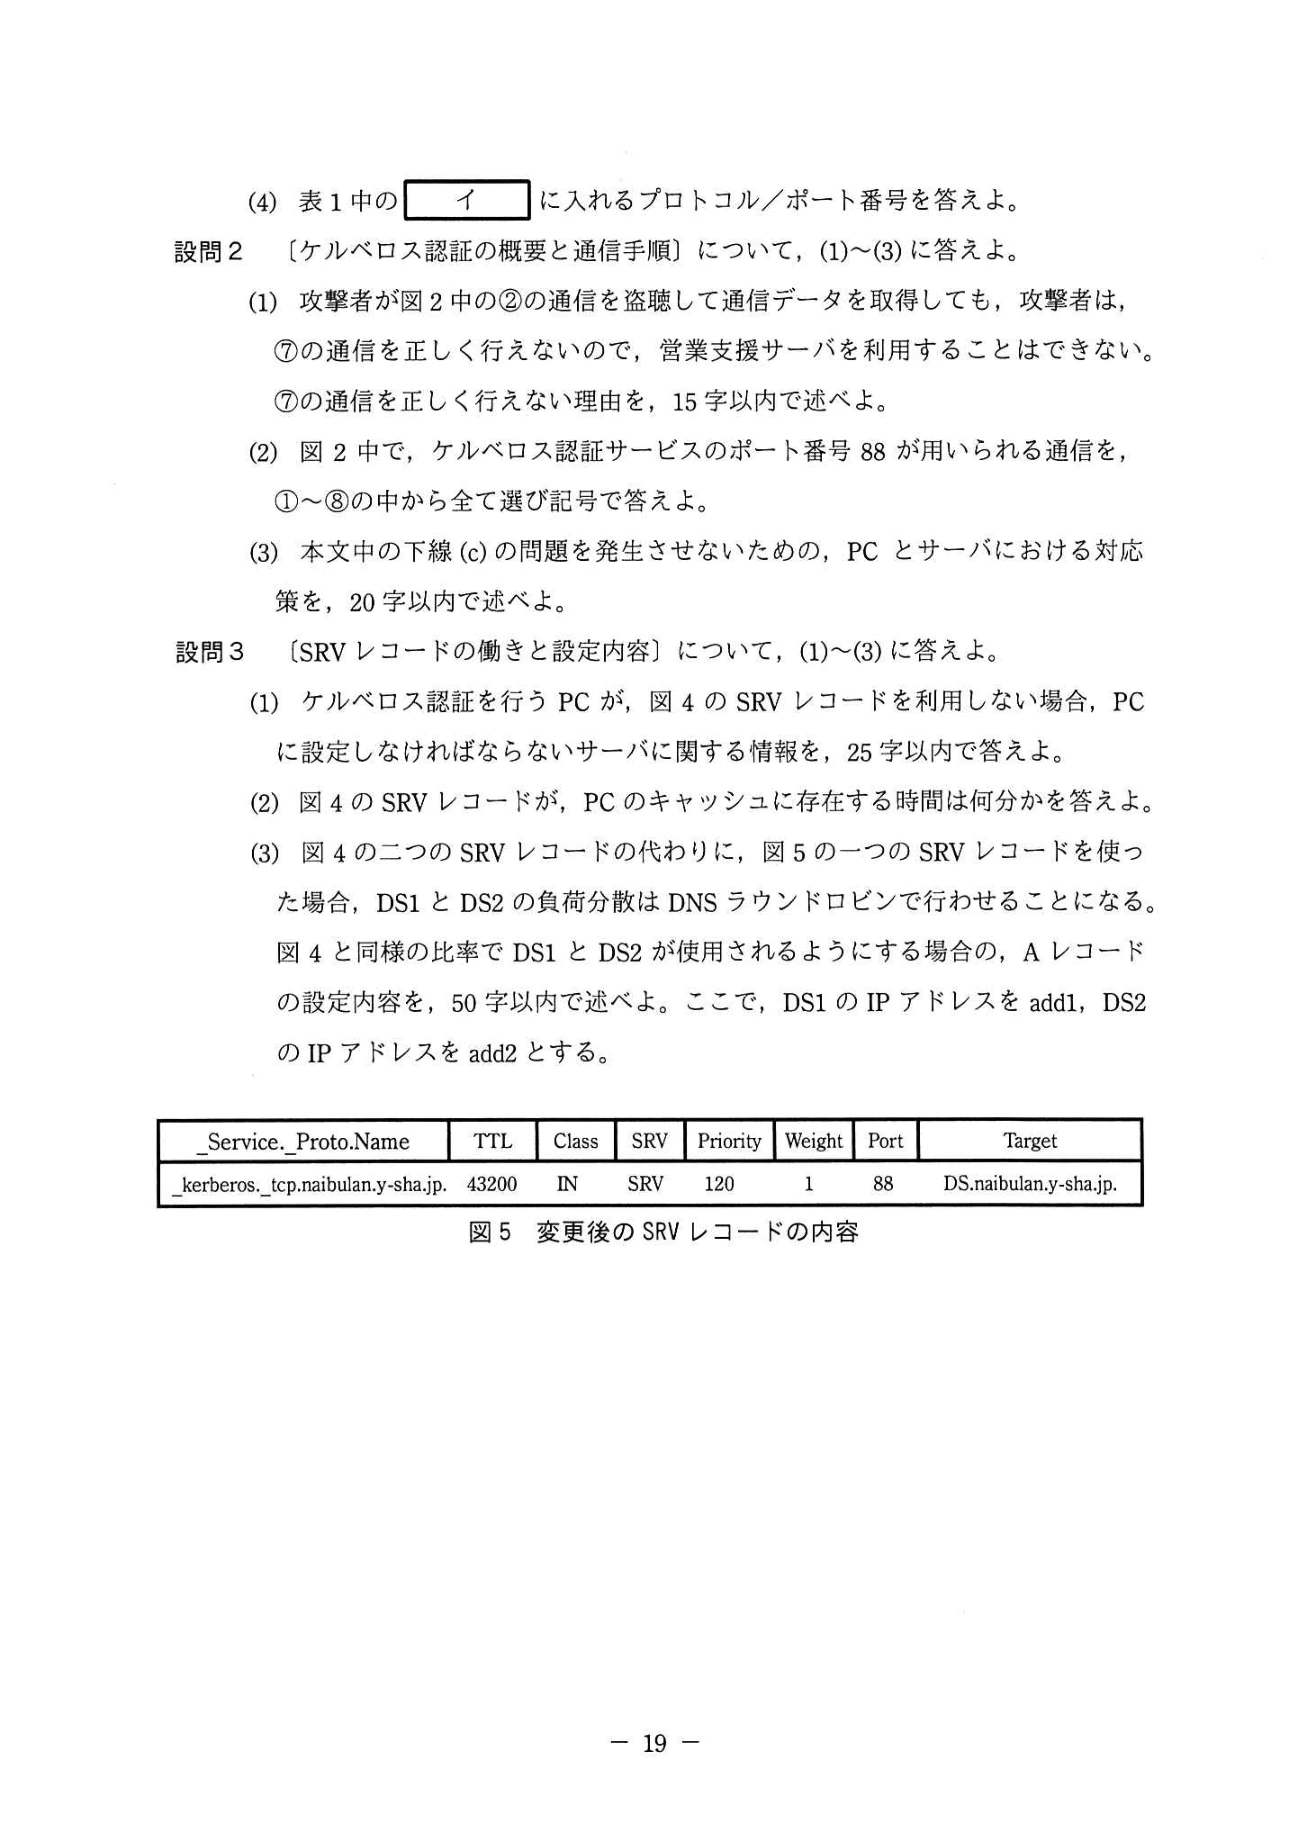 (4) 表1中の イ に入れるプロトコル／ポート番号を答えよ。
設問2 〔ケルベロス認証の概要と通信手順〕について，(1)～(3)に答えよ。
(1) 攻撃者が図2中の②の通信を盗聴して通信データを取得しても，攻撃者は，
⑦の通信を正しく行えないので，営業支援サーバを利用することはできない。
⑦の通信を正しく行えない理由を，15字以内で述べよ。
(2) 図2中で，ケルベロス認証サービスのポート番号88が用いられる通信を，
①～⑧の中から全て選び記号で答えよ。
(3) 本文中の下線(c)の問題を発生させないための，PCとサーバにおける対応
策を，20字以内で述べよ。
設問3 〔SRVレコードの働きと設定内容〕について，(1)～(3)に答えよ。
(1) ケルベロス認証を行うPCが，図4のSRVレコードを利用しない場合，PC
に設定しなければならないサーバに関する情報を，25字以内で答えよ。
(2) 図4のSRVレコードが，PCのキャッシュに存在する時間は何分かを答えよ。
(3) 図4の二つのSRVレコードの代わりに，図5の一つのSRVレコードを使っ
た場合，DS1とDS2の負荷分散はDNSラウンドロビンで行わせることになる。
図4と同様の比率でDS1とDS2が使用されるようにする場合の，Aレコード
の設定内容を，50字以内で述べよ。ここで，DS1のIPアドレスをadd1，DS2
のIPアドレスをadd2とする。
_Service._Proto.Name TTL Class SRV Priority Weight Port Target
_kerberos._tcp.naibulan.y-sha.jp. 43200 IN SRV 120 1 88 DS.naibulan.y-sha.jp.
図5 変更後のSRVレコードの内容
－ 19 －